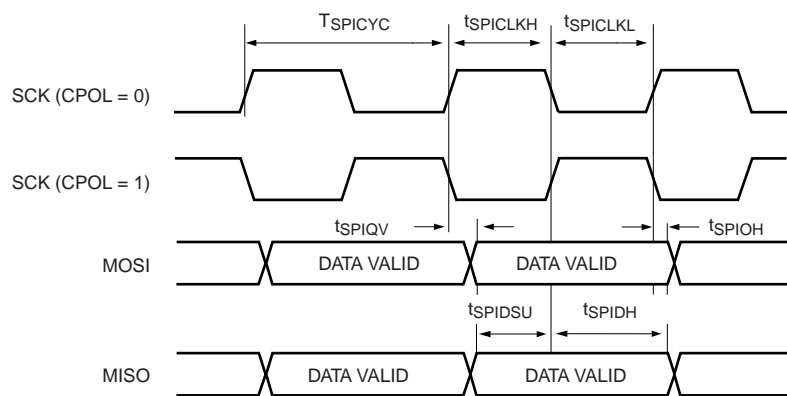 TSPICYC tSPICLKH tSPICLKL
SCK (CPOL = 0)
SCK (CPOL = 1)
tSPIQV tSPIOH
MOSI DATA VALID DATA VALID
tSPIDSU tSPIDH
MISO DATA VALID DATA VALID